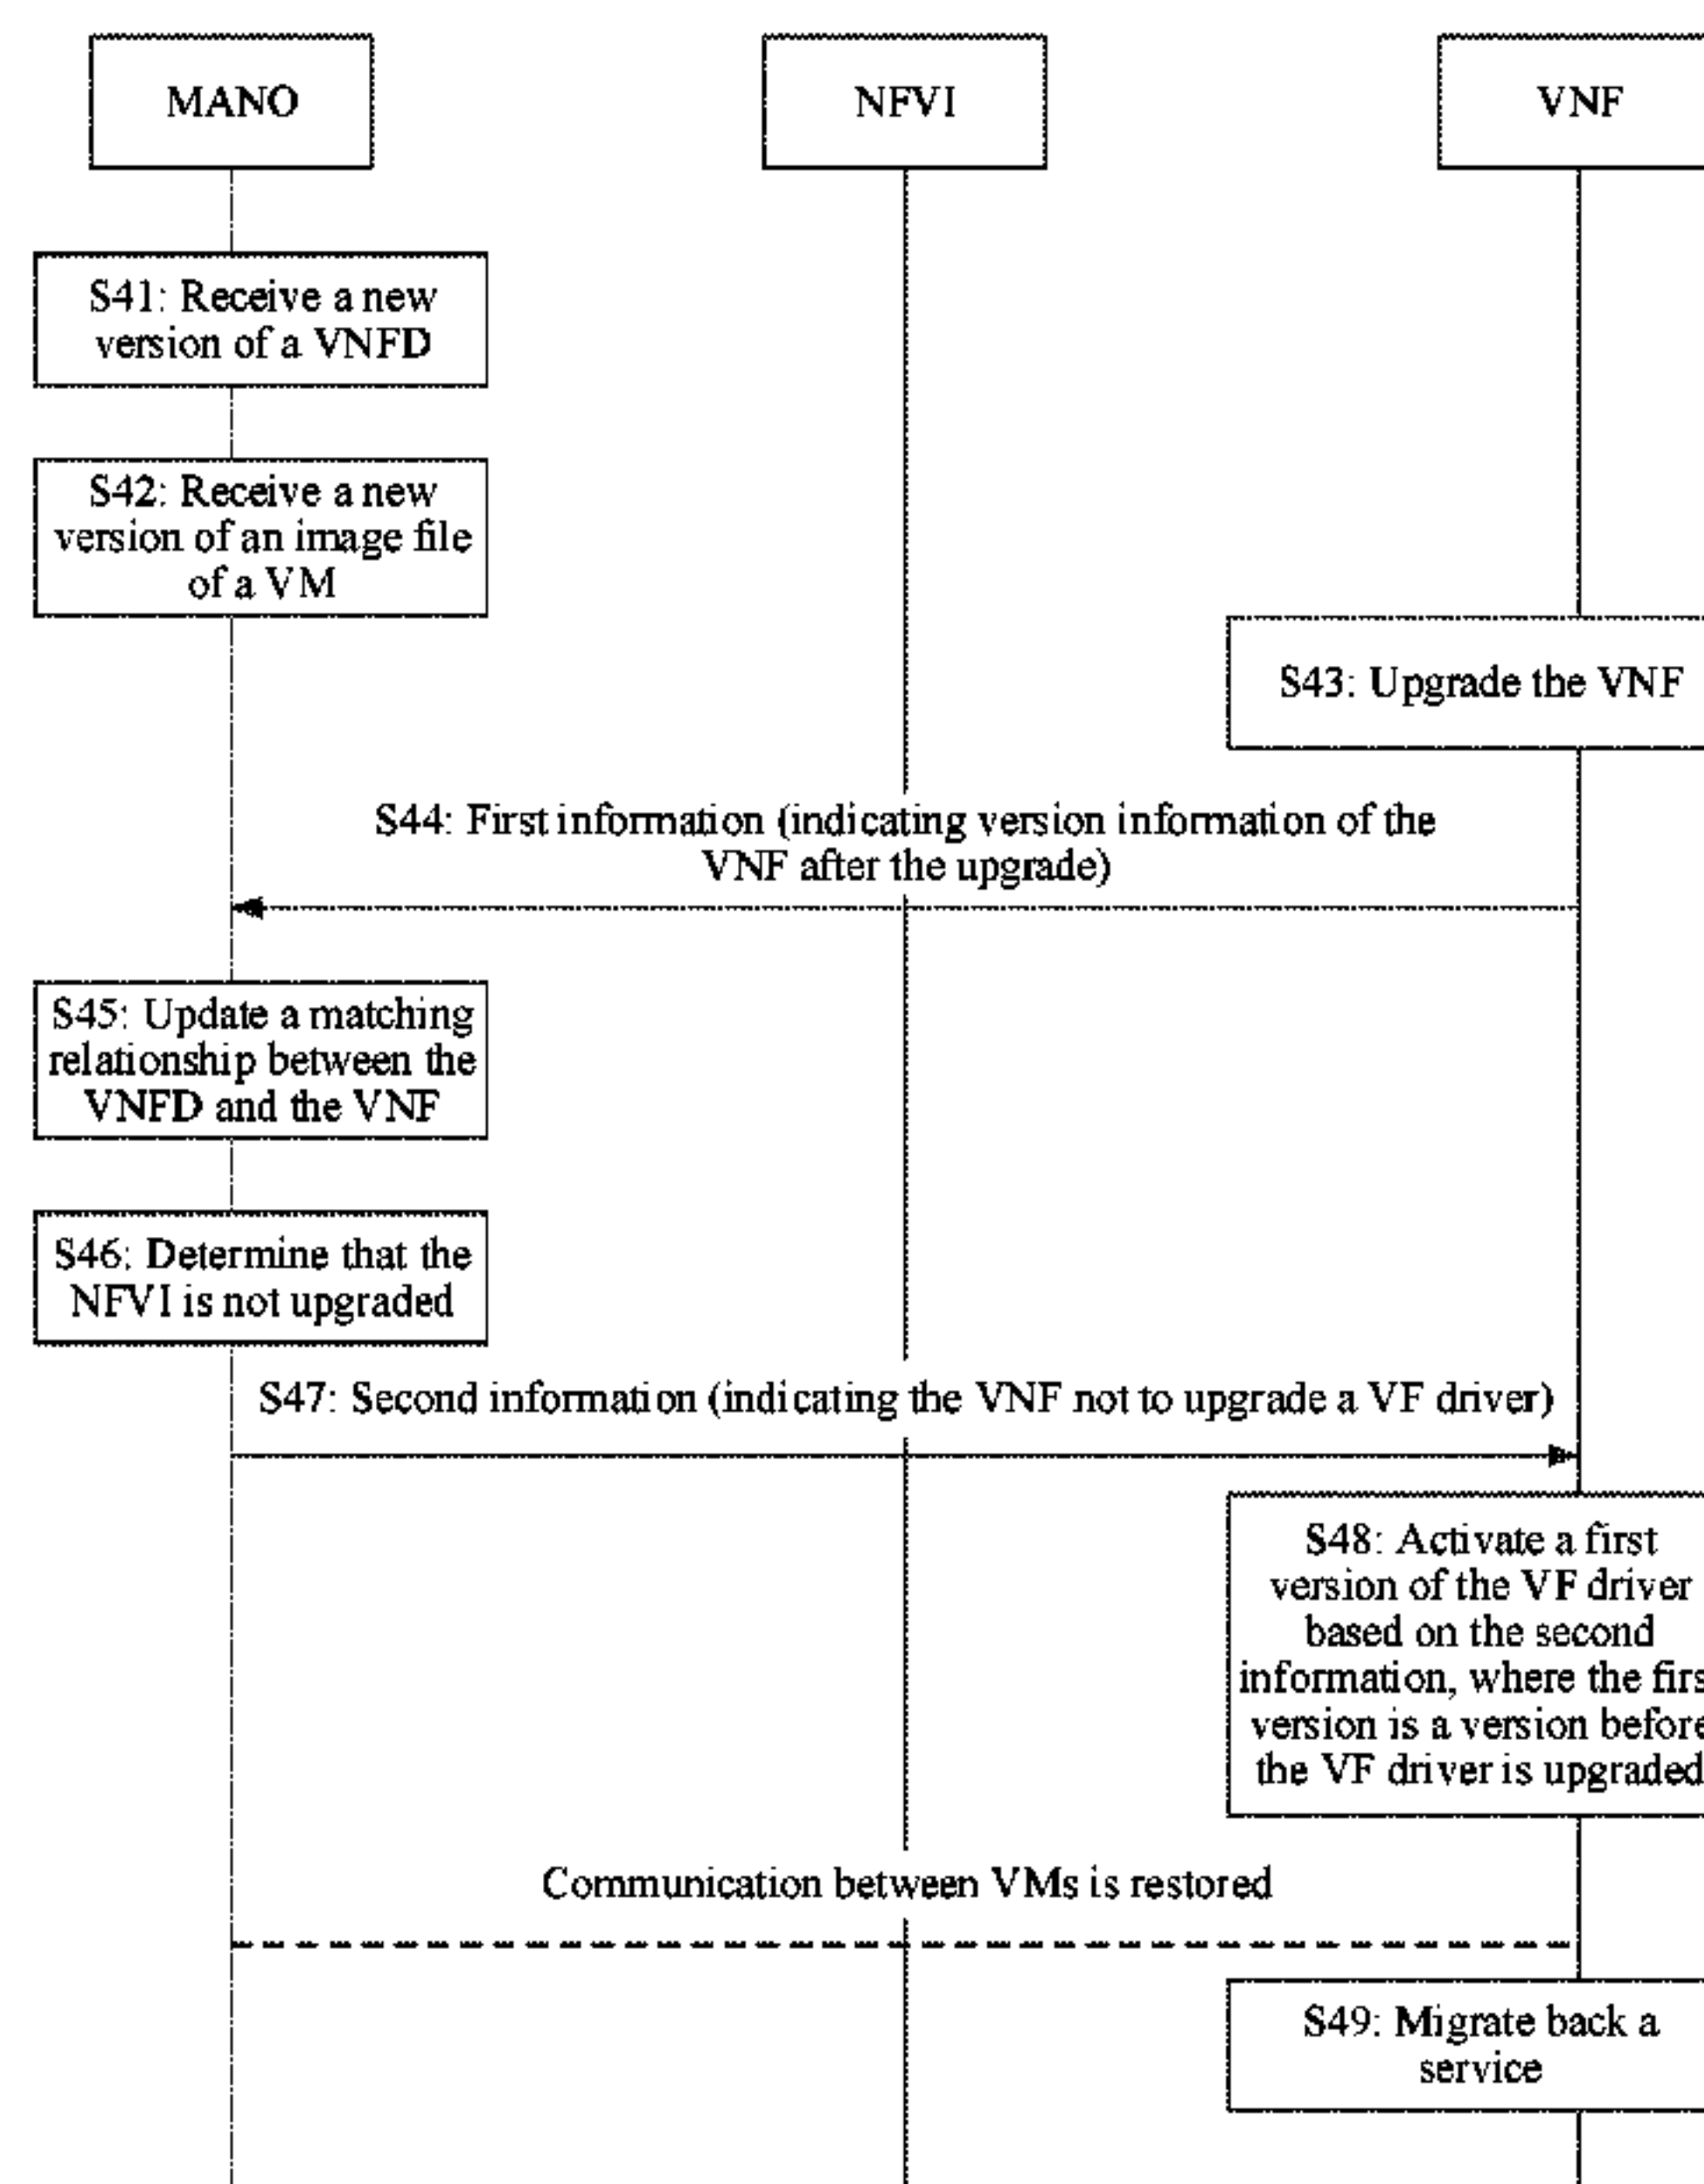 MANO
NFVI
VNF
S41: Receive a new
version of a VNFD
S42: Receive a new
version of an image file
of a VM
S43: Upgrade the VNF
S44: First information (indicating version information of the
VNF after the upgrade)
S45: Update a matching
relationship between the
VNFD and the VNF
S46: Determine that the
NFVI is not upgraded
S47: Second information (indicating the VNF not to upgrade a VF driver)
S48: Activate a first
version of the VF driver
based on the second
information, where the firs
version is a version before
the VF driver is upgraded
Communication between VMs is restored
S49: Migrate back a
service